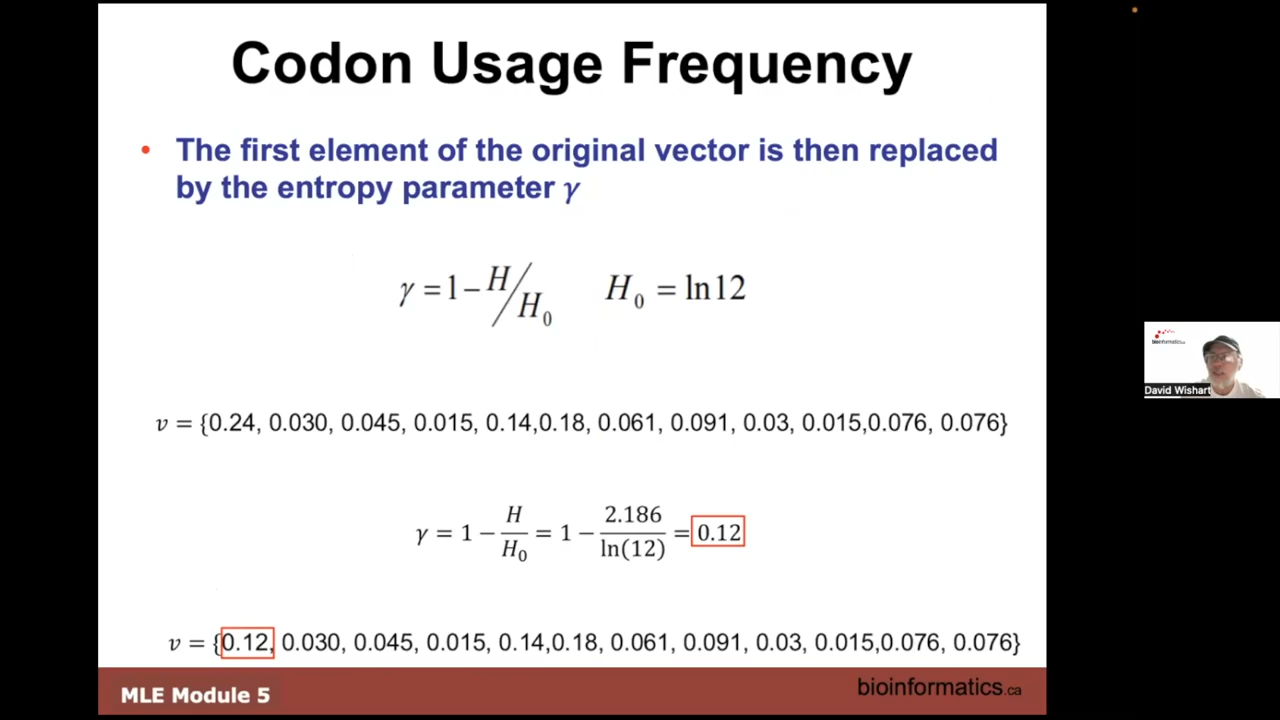 Codon Usage Frequency
• The first element of the original vector is then replaced
by the entropy parameter γ
γ = 1 − H/H₀   H₀ = ln12
v = {0.24, 0.030, 0.045, 0.015, 0.14,0.18, 0.061, 0.091, 0.03, 0.015,0.076, 0.076}
γ = 1 − H/H₀ = 1 − 2.186/ln(12) = 0.12
v = {0.12, 0.030, 0.045, 0.015, 0.14,0.18, 0.061, 0.091, 0.03, 0.015,0.076, 0.076}
MLE Module 5
bioinformatics.ca
bioinformatics.ca
David Wishart